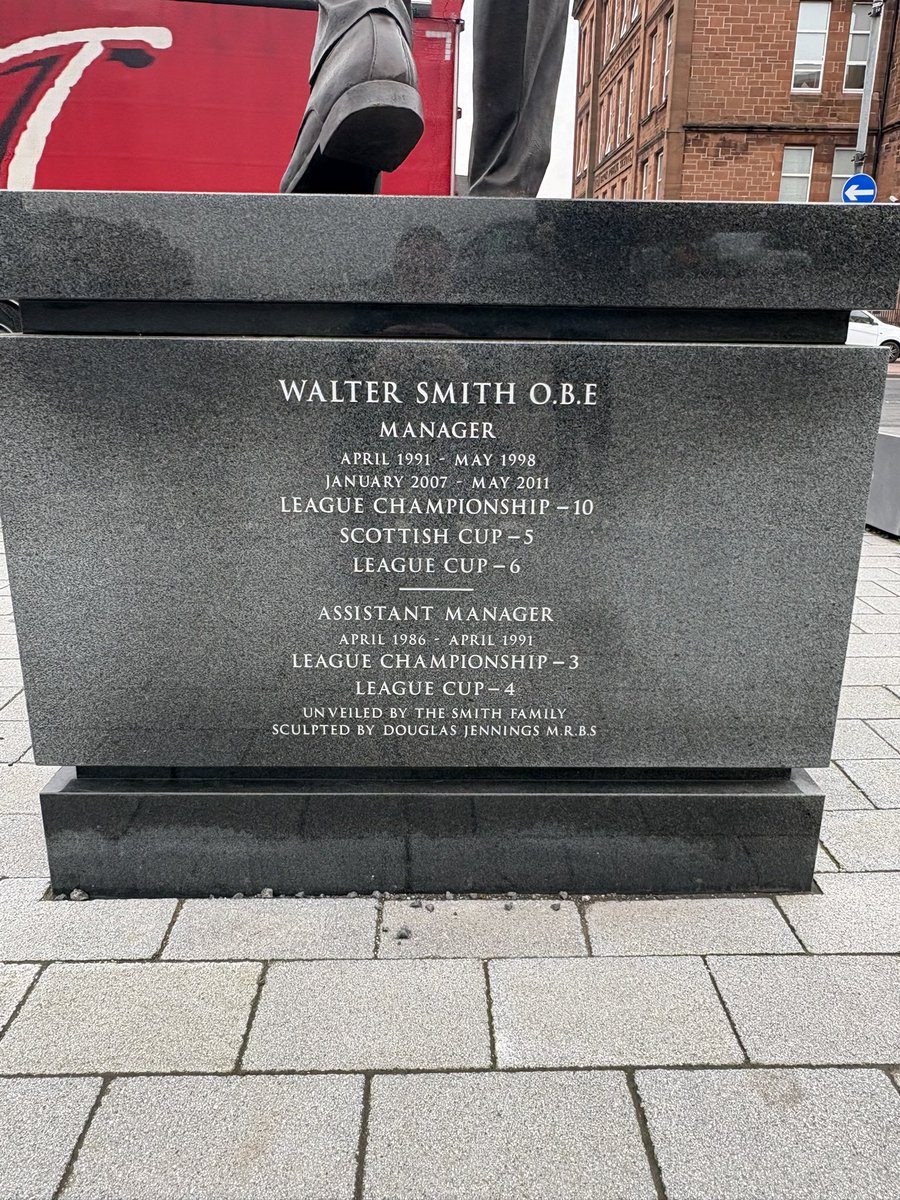 WALTER SMITH O.B.E
MANAGER
APRIL 1991 - MAY 1998
JANUARY 2007 - MAY 2011
LEAGUE CHAMPIONSHIP – 10
SCOTTISH CUP – 5
LEAGUE CUP – 6
ASSISTANT MANAGER
APRIL 1986 - APRIL 1991
LEAGUE CHAMPIONSHIP – 3
LEAGUE CUP – 4
UNVEILED BY THE SMITH FAMILY
SCULPTED BY DOUGLAS JENNINGS M.R.B.S